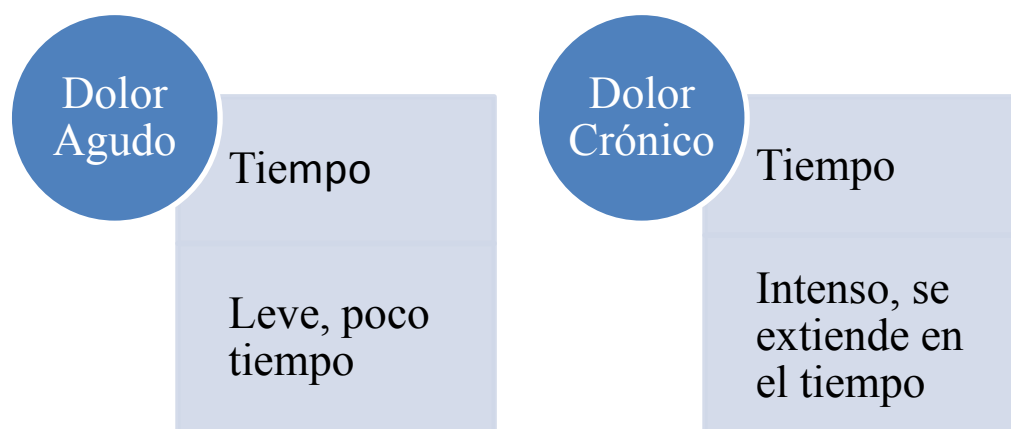 Dolor
Agudo
Tiempo
Leve, poco
tiempo
Dolor
Crónico
Tiempo
Intenso, se
extiende en
el tiempo